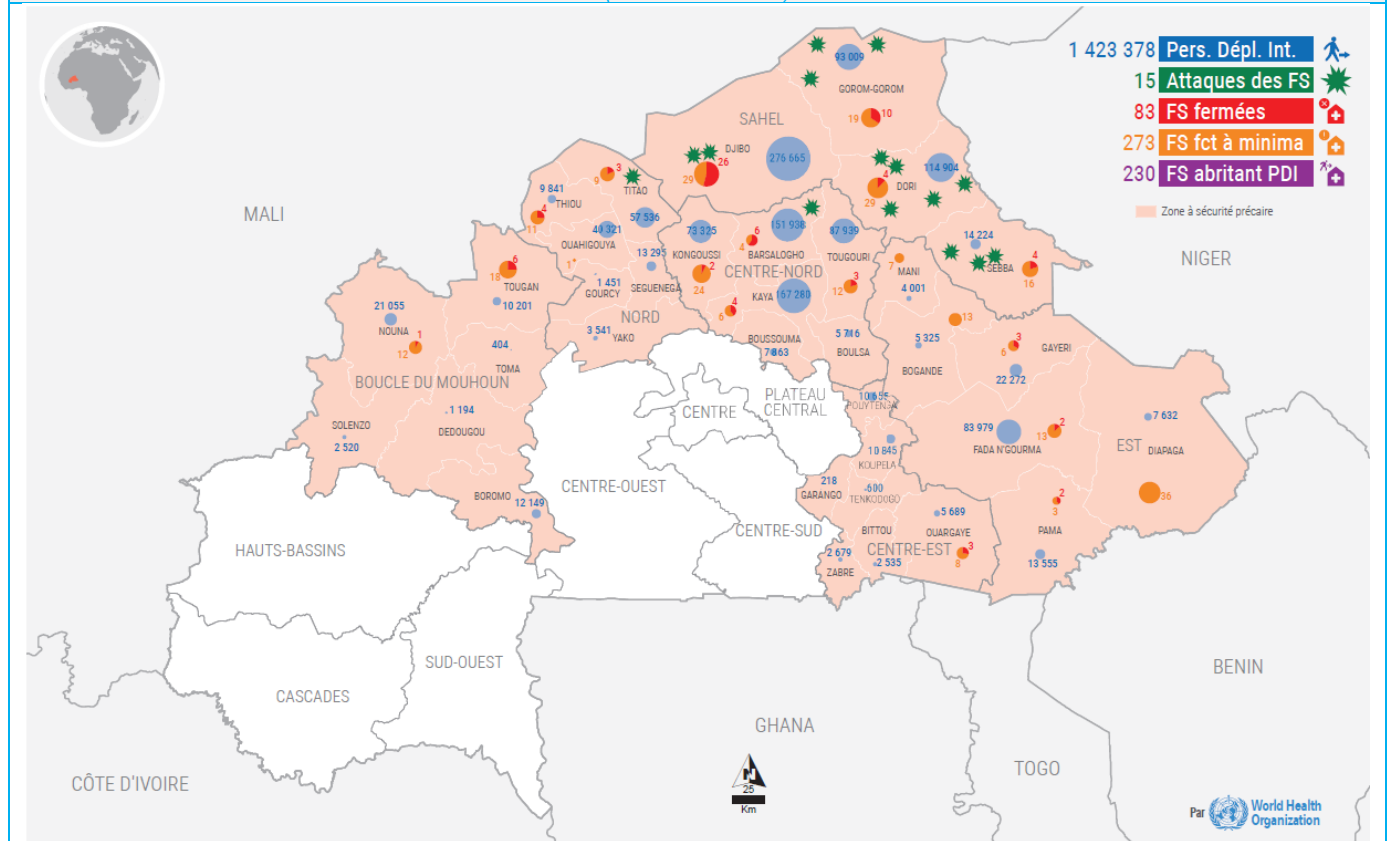 1 423 378 Pers. Dépl. Int.
15 Attaques des FS
83 FS fermées
273 FS fct à minima
230 FS abritant PDI
Zone à sécurité précaire
93 009
GOROM-GOROM
19
10
SAHEL
DJIBO
26
29
276 665
114 904
4
DORI
29
14 224
SEBBA
4
16
MALI
NIGER
3
9
TITAO
9 841
THIOU
4
11
57 536
40 321
OUAHIGOUYA
1
13 295
SEGUENEGA
1 451
GOURCY
NORD
3 541
YAKO
73 325
KONGOUSSI
2
24
6
4
151 938
BARSALOGHO
87 939
TOUGOURI
CENTRE-NORD
KAYA
167 280
3
12
4
6
BOUSSOUMA
7 863
BOULSA
7
MANI
4 001
13
5 325
BOGANDE
3
6
GAYERI
22 272
6
18
TOUGAN
10 201
21 055
NOUNA
1
12
404
TOMA
BOUCLE DU MOUHOUN
1 194
DEDOUGOU
SOLENZO
2 520
BOROMO
12 149
CENTRE
PLATEAU
CENTRAL
10 655
POUYTENGA
10 845
KOUPELA
83 979
2
13
FADA N'GOURMA
7 632
EST
DIAPAGA
36
2
3
PAMA
13 555
CENTRE-OUEST
CENTRE-SUD
218
GARANGO
600
TENKODOGO
BITTOU
5 689
OUARGAYE
CENTRE-EST
3
8
2 679
ZABRE
2 535
HAUTS-BASSINS
SUD-OUEST
CASCADES
CÔTE D'IVOIRE
GHANA
TOGO
BENIN
N
25
Km
Par
World Health
Organization